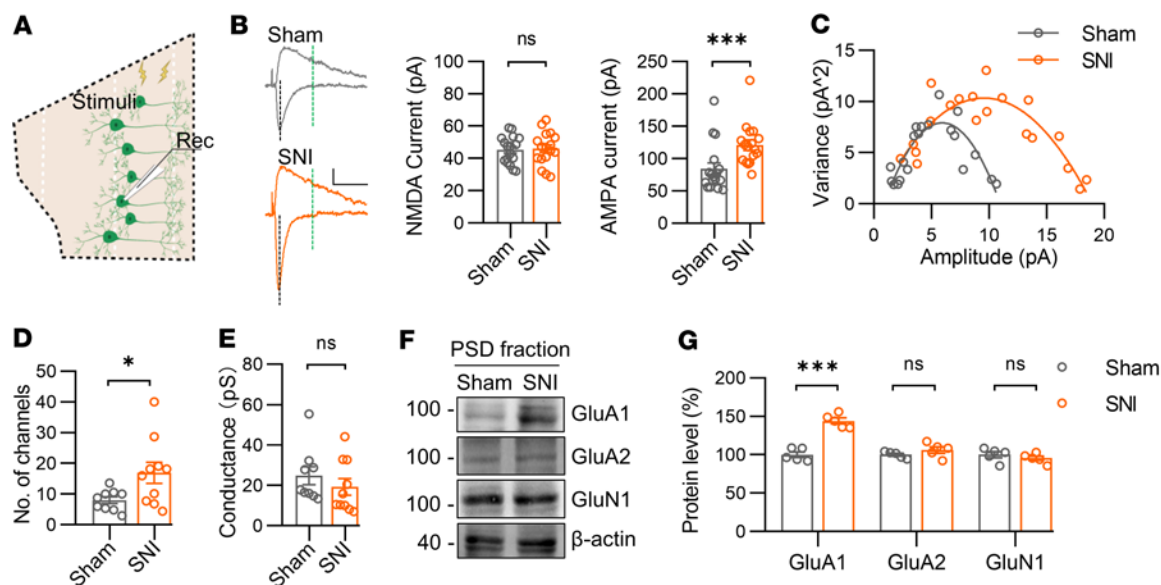 A
Stimuli
Rec
B
Sham
SNI
ns
NMDA Current (pA)
100
80
60
40
20
0
Sham
SNI
***
AMPA current (pA)
250
200
150
100
50
0
Sham
SNI
C
Sham
SNI
Variance (pA^2)
15
10
5
0
0 5 10 15 20
Amplitude (pA)
D
*
No. of channels
50
40
30
20
10
0
Sham
SNI
E
ns
Conductance (pS)
80
60
40
20
0
Sham
SNI
F
PSD fraction
Sham SNI
100 - GluA1
100 - GluA2
100 - GluN1
40 - β-actin
G
Sham
SNI
*** ns ns
Protein level (%)
200
150
100
50
0
GluA1 GluA2 GluN1